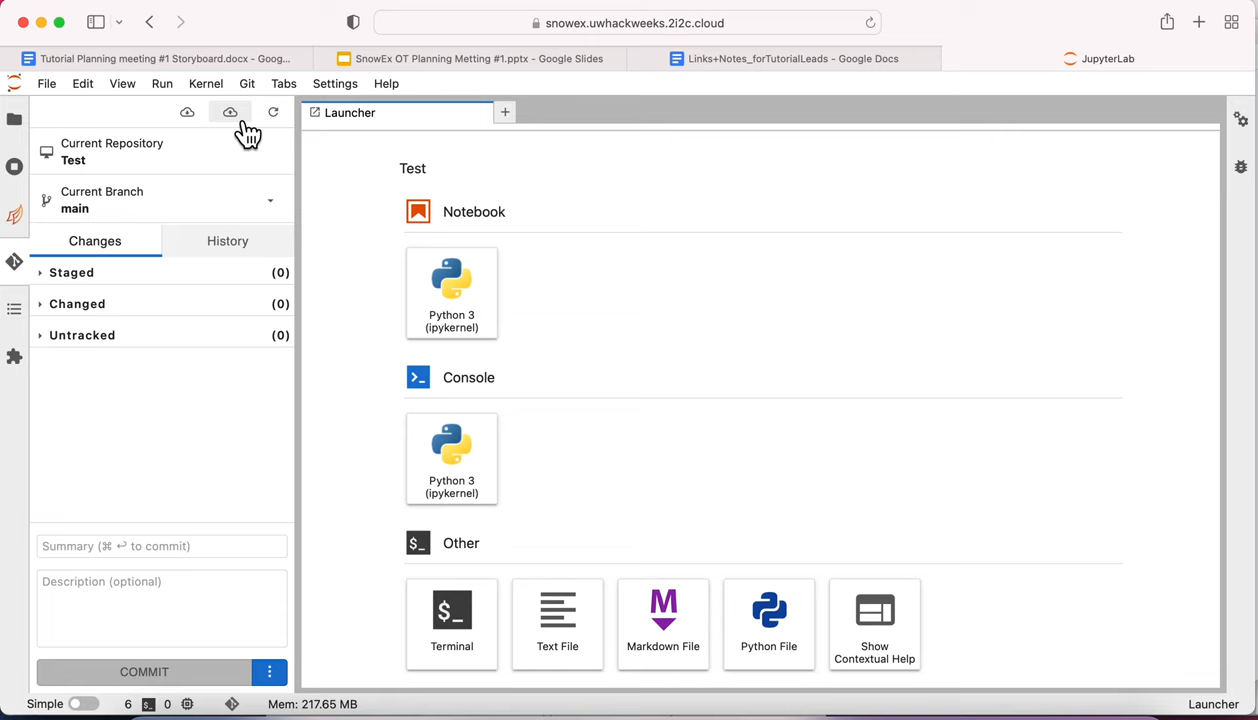 snowex.uwhackweeks.2i2c.cloud
Tutorial Planning meeting #1 Storyboard.docx - Goog...
SnowEx OT Planning Metting #1.pptx - Google Slides
Links+Notes_forTutorialLeads - Google Docs
JupyterLab
File Edit View Run Kernel Git Tabs Settings Help
Launcher
Current Repository
Test
Current Branch
main
Changes History
Staged (0)
Changed (0)
Untracked (0)
Summary (⌘ ↩ to commit)
Description (optional)
COMMIT
Test
Notebook
Python 3
(ipykernel)
Console
Python 3
(ipykernel)
Other
$_
Terminal
Text File
M
Markdown File
Python File
Show
Contextual Help
Simple 6 0 Mem: 217.65 MB Launcher